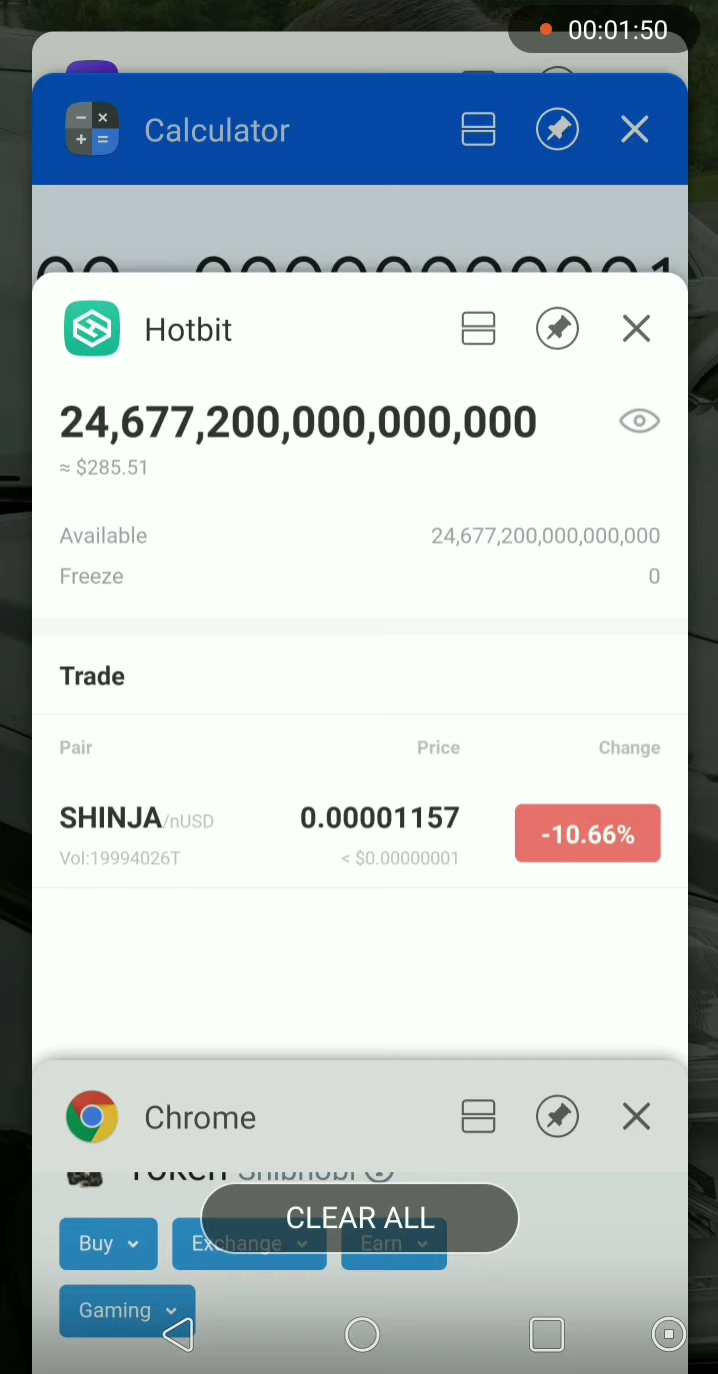 00:01:50
Calculator
Hotbit
24,677,200,000,000,000
≈ $285.51
Available 24,677,200,000,000,000
Freeze 0
Trade
Pair Price Change
SHINJA/nUSD 0.00001157 -10.66%
Vol:19994026T < $0.00000001
Chrome
Token Shibnobi
CLEAR ALL
Buy Exchange Earn
Gaming